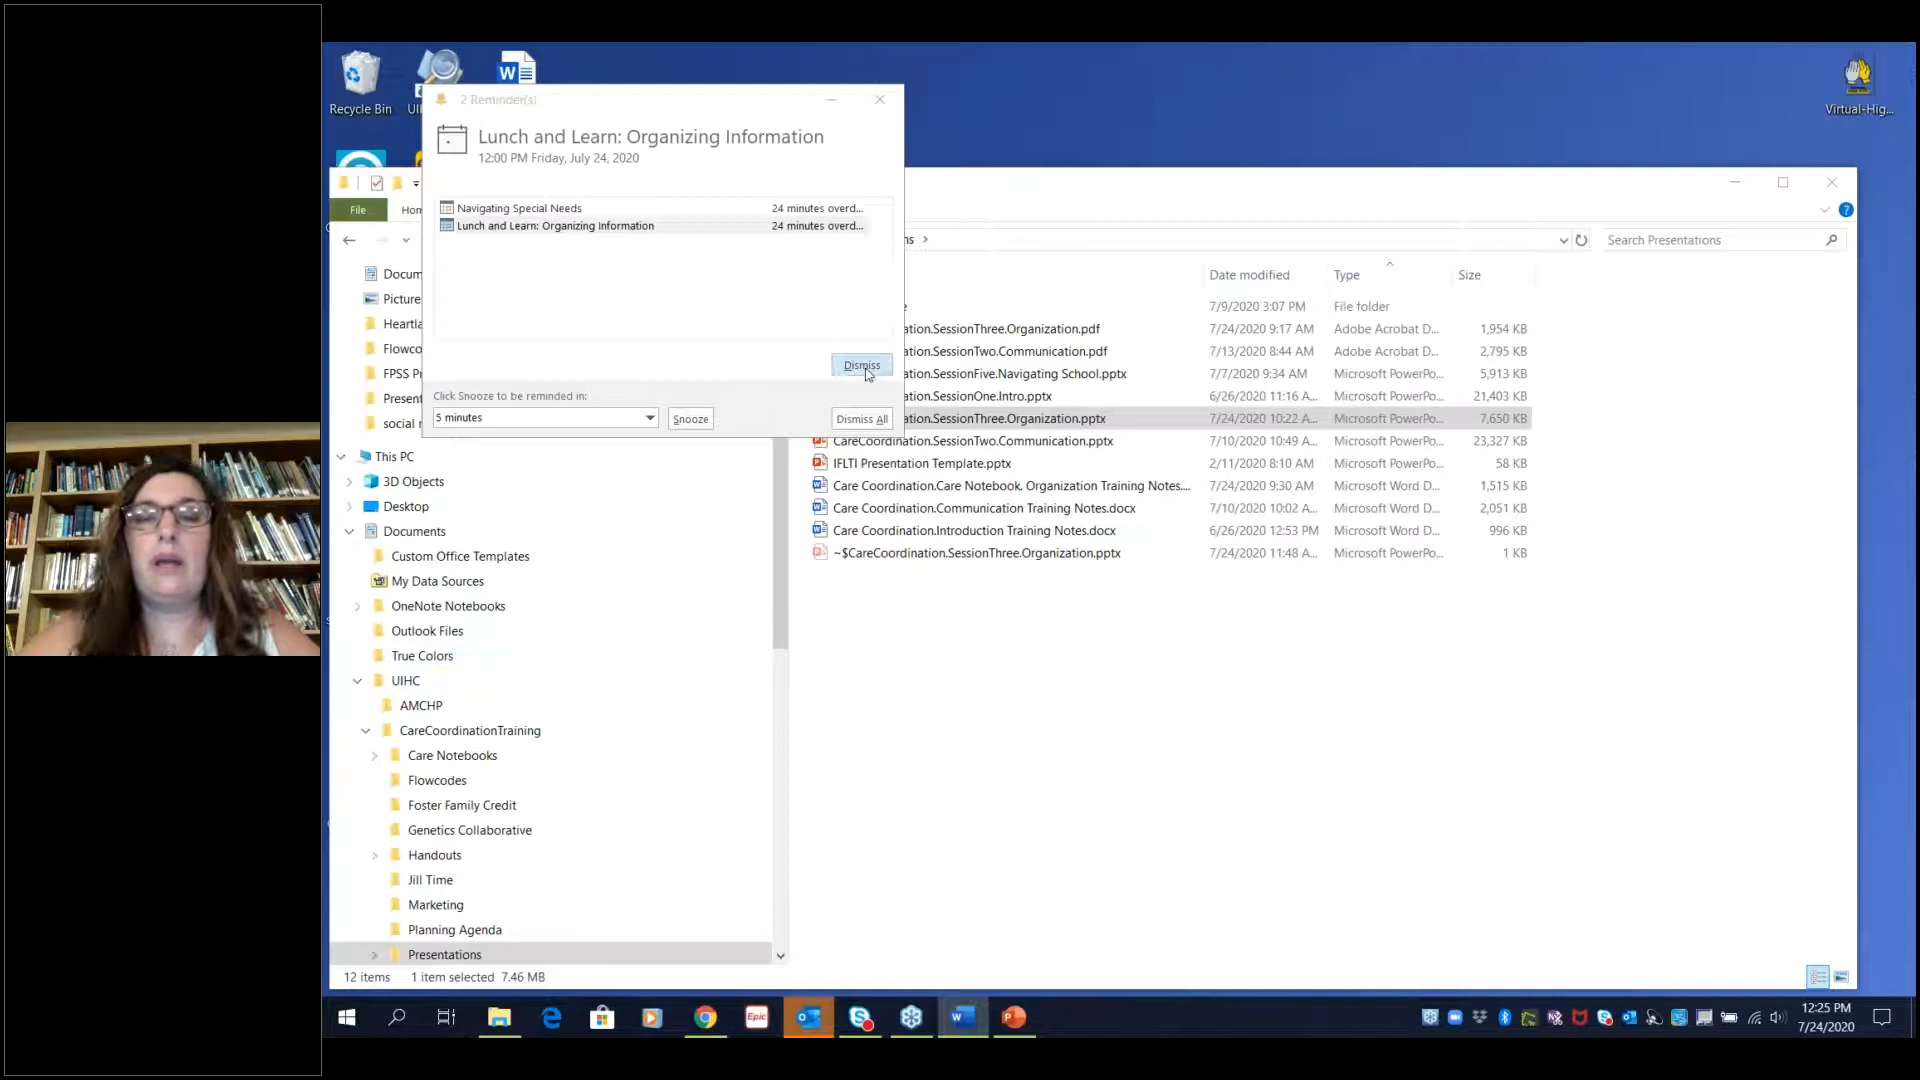 Recycle Bin
UI
Virtual-Hig...
2 Reminder(s)
Lunch and Learn: Organizing Information
12:00 PM Friday, July 24, 2020
Navigating Special Needs 24 minutes overd...
Lunch and Learn: Organizing Information 24 minutes overd...
Dismiss
Click Snooze to be reminded in:
5 minutes
Snooze
Dismiss All
File
Hom
ns
Search Presentations
Date modified Type Size
7/9/2020 3:07 PM File folder
ation.SessionThree.Organization.pdf 7/24/2020 9:17 AM Adobe Acrobat D... 1,954 KB
ation.SessionTwo.Communication.pdf 7/13/2020 8:44 AM Adobe Acrobat D... 2,795 KB
ation.SessionFive.Navigating School.pptx 7/7/2020 9:34 AM Microsoft PowerPo... 5,913 KB
ation.SessionOne.Intro.pptx 6/26/2020 11:16 A... Microsoft PowerPo... 21,403 KB
ation.SessionThree.Organization.pptx 7/24/2020 10:22 A... Microsoft PowerPo... 7,650 KB
CareCoordination.SessionTwo.Communication.pptx 7/10/2020 10:49 A... Microsoft PowerPo... 23,327 KB
IFLTI Presentation Template.pptx 2/11/2020 8:10 AM Microsoft PowerPo... 58 KB
Care Coordination.Care Notebook. Organization Training Notes.... 7/24/2020 9:30 AM Microsoft Word D... 1,515 KB
Care Coordination.Communication Training Notes.docx 7/10/2020 10:02 A... Microsoft Word D... 2,051 KB
Care Coordination.Introduction Training Notes.docx 6/26/2020 12:53 PM Microsoft Word D... 996 KB
~$CareCoordination.SessionThree.Organization.pptx 7/24/2020 11:48 A... Microsoft PowerPo... 1 KB
Docum
Picture
Heartla
Flowco
FPSS Pr
Present
social r
This PC
3D Objects
Desktop
Documents
Custom Office Templates
My Data Sources
OneNote Notebooks
Outlook Files
True Colors
UIHC
AMCHP
CareCoordinationTraining
Care Notebooks
Flowcodes
Foster Family Credit
Genetics Collaborative
Handouts
Jill Time
Marketing
Planning Agenda
Presentations
12 items 1 item selected 7.46 MB
Epic
12:25 PM
7/24/2020